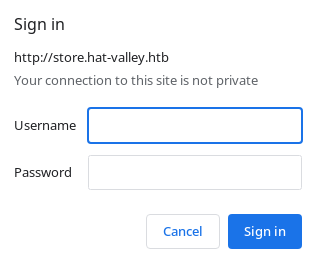 Sign in
http://store.hat-valley.htb
Your connection to this site is not private
Username
Password
Cancel Sign in